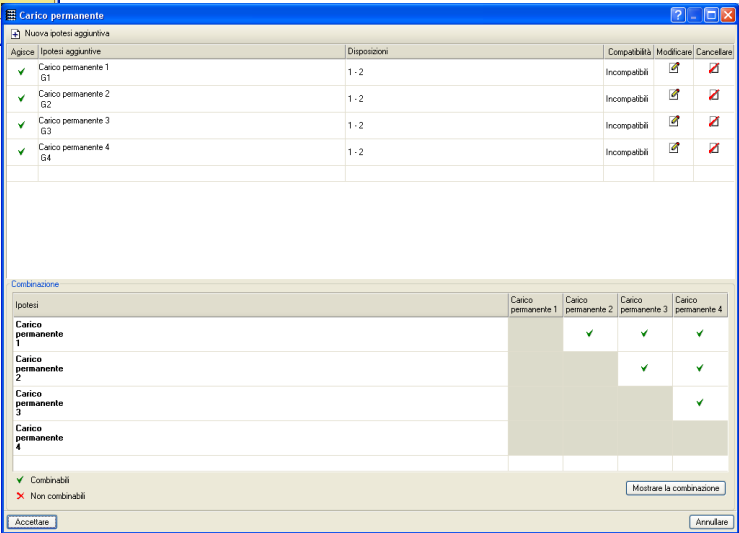 Carico permanente
Nuova ipotesi aggiuntiva
Agisce Ipotesi aggiuntive Disposizioni Compatibilità Modificare Cancellare
Carico permanente 1
G1
1 - 2 Incompatibili
Carico permanente 2
G2
1 - 2 Incompatibili
Carico permanente 3
G3
1 - 2 Incompatibili
Carico permanente 4
G4
1 - 2 Incompatibili
Combinazione
Ipotesi
Carico permanente 1
Carico permanente 2
Carico permanente 3
Carico permanente 4
Carico
permanente
1
Carico
permanente
2
Carico
permanente
3
Carico
permanente
4
Combinabili
Non combinabili
Mostrare la combinazione
Accettare
Annullare